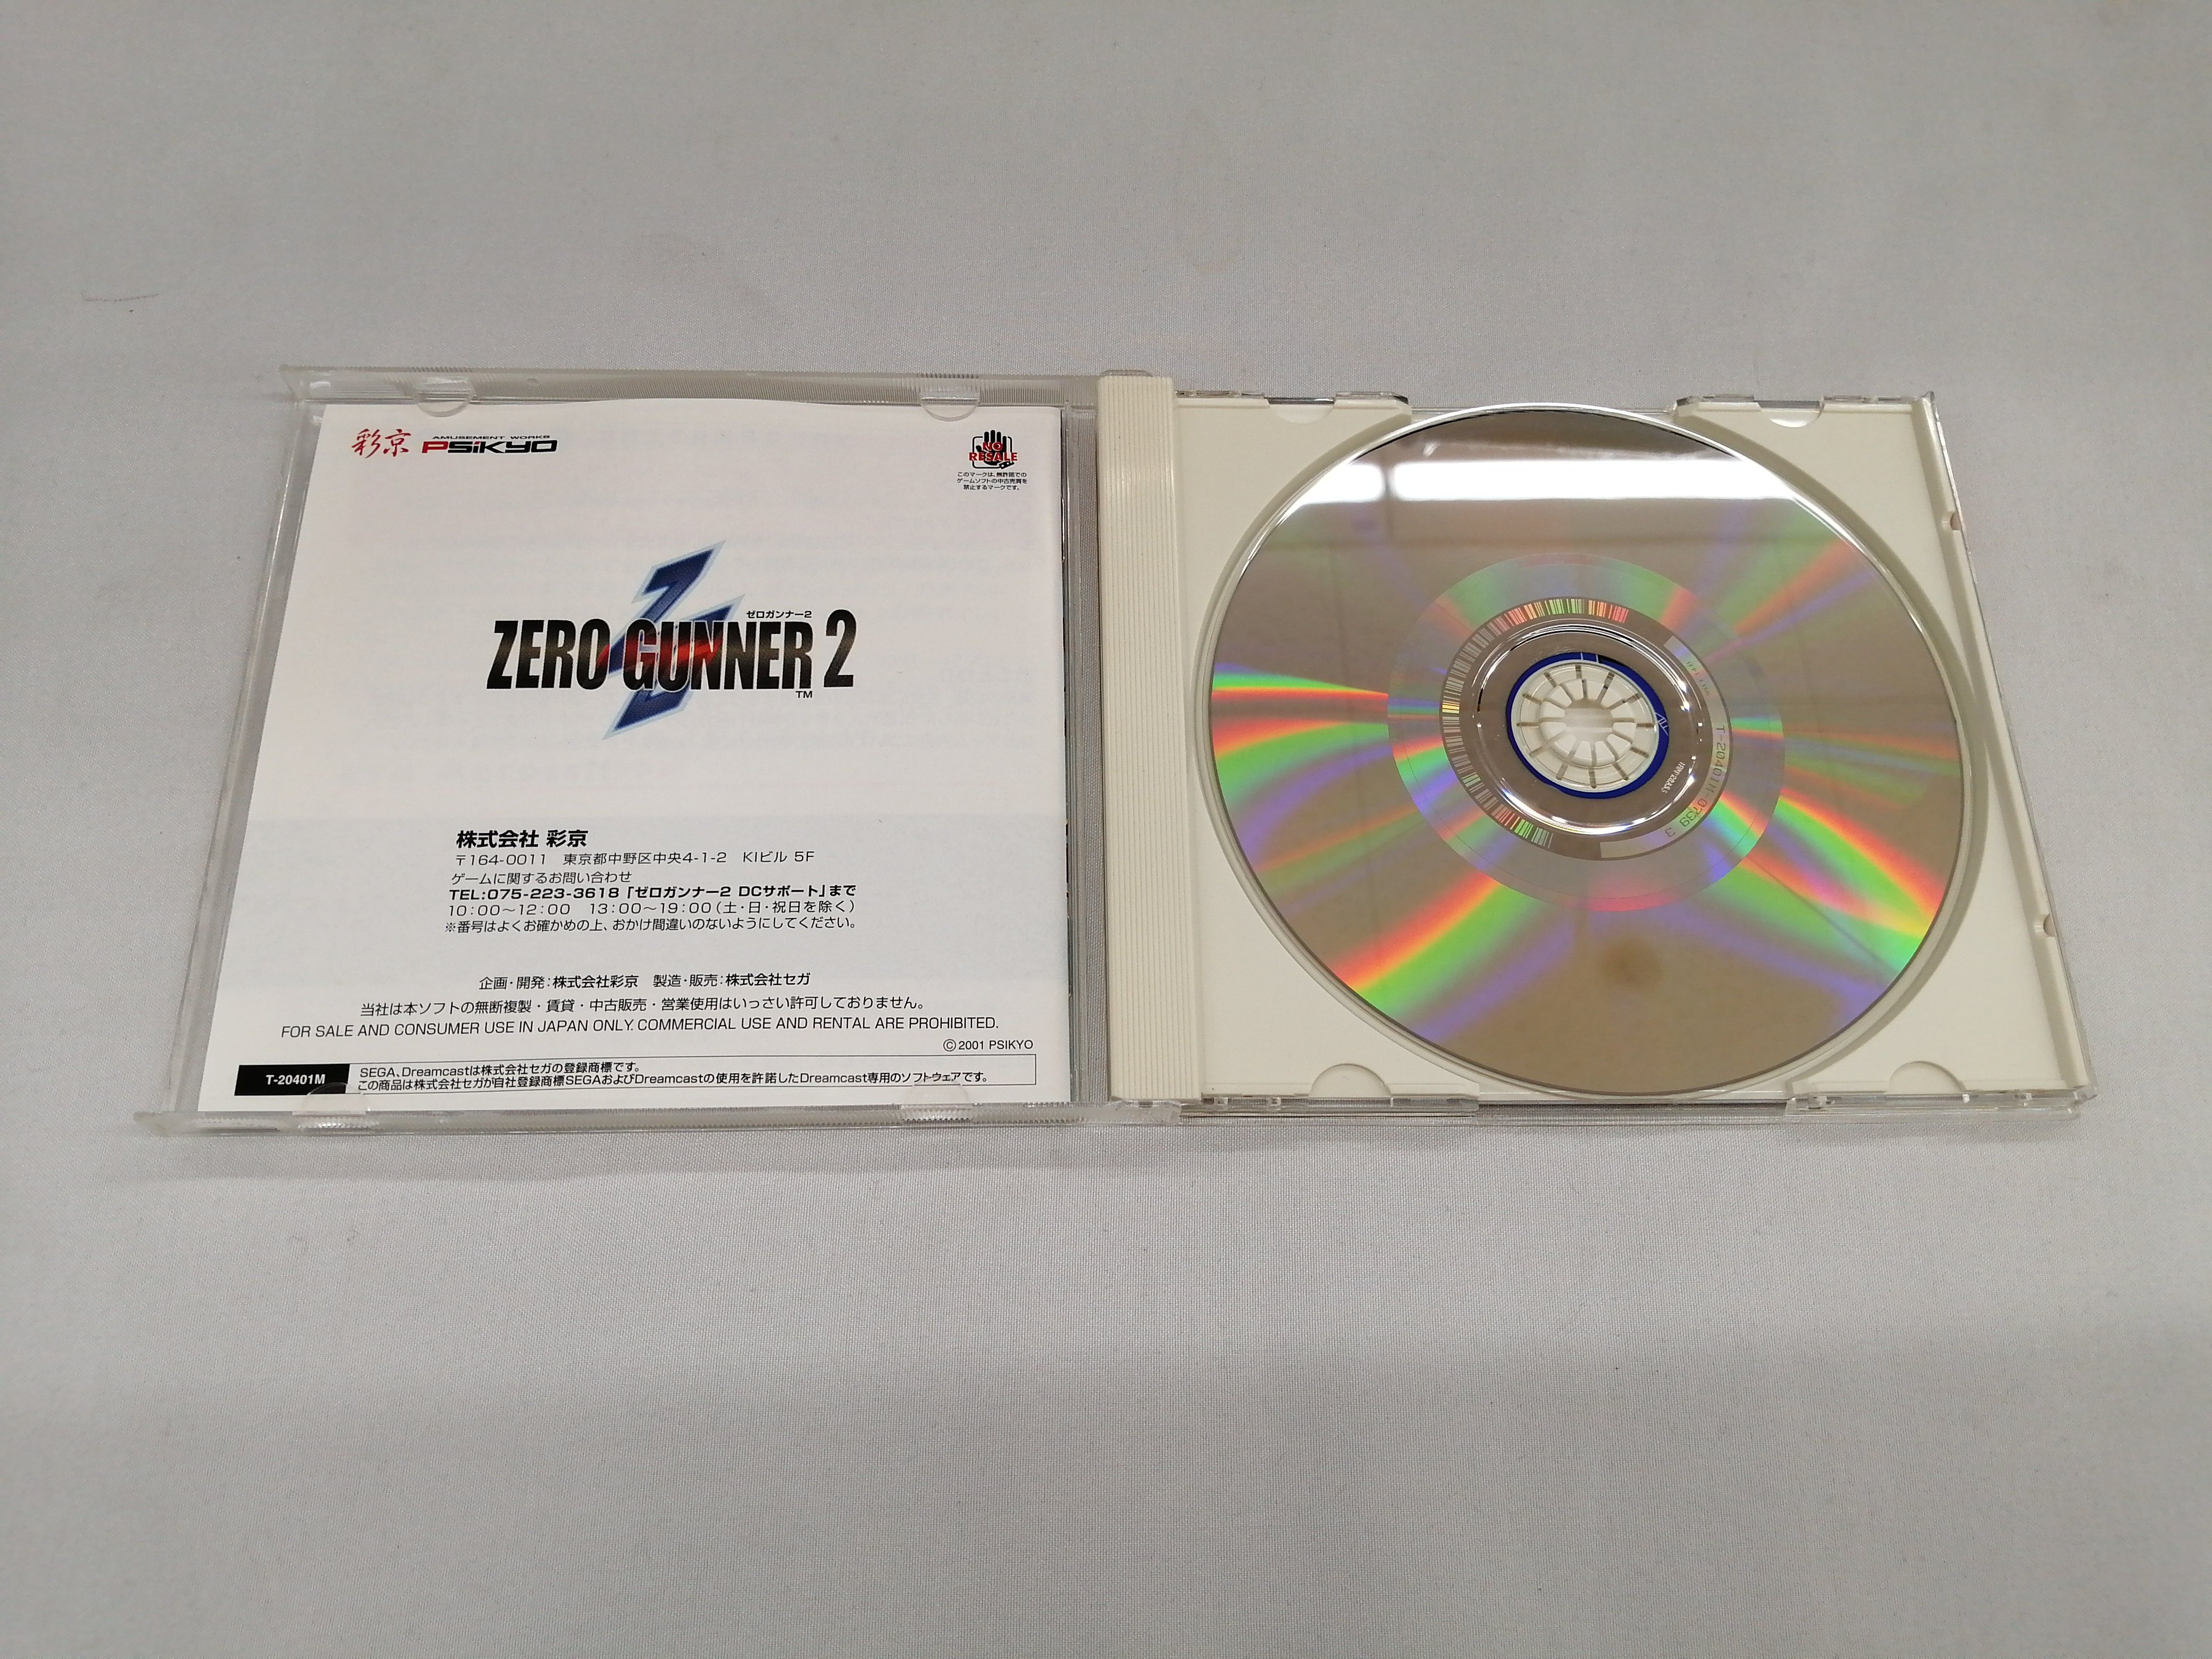 彩京 AMUSEMENT WORKS PSiKYO
NO RESALE
このマークは、無許諾での
ゲームソフトの中古売買を
禁止するマークです。
ゼロガンナー2
ZERO GUNNER 2
TM
株式会社 彩京
〒164-0011 東京都中野区中央4-1-2 KIビル 5F
ゲームに関するお問い合わせ
TEL:075-223-3618「ゼロガンナー2 DCサポート」まで
10:00～12:00 13:00～19:00(土・日・祝日を除く)
※番号はよくお確かめの上、おかけ間違いのないようにしてください。
企画・開発:株式会社彩京 製造・販売:株式会社セガ
当社は本ソフトの無断複製・賃貸・中古販売・営業使用はいっさい許可しておりません。
FOR SALE AND CONSUMER USE IN JAPAN ONLY. COMMERCIAL USE AND RENTAL ARE PROHIBITED.
©2001 PSIKYO
T-20401M
SEGA、Dreamcastは株式会社セガの登録商標です。
この商品は株式会社セガが自社登録商標SEGAおよびDreamcastの使用を許諾したDreamcast専用のソフトウェアです。
T-20401M-0739 3